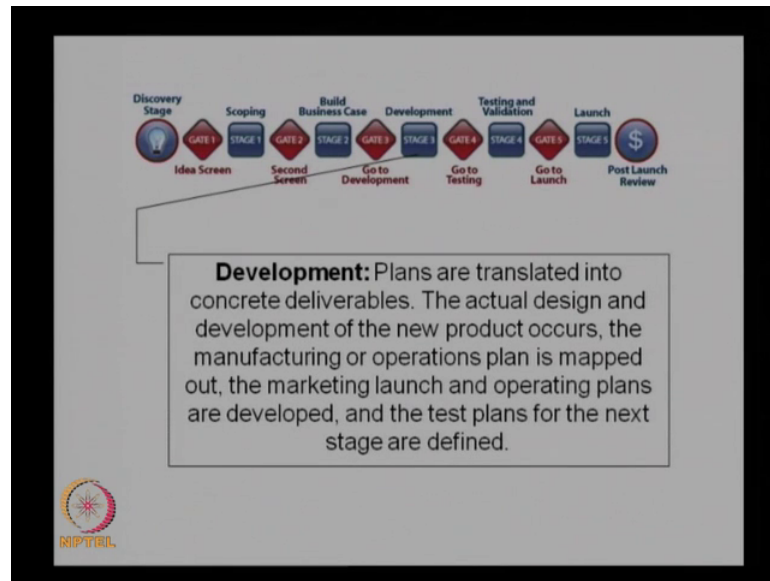 Discovery
Stage
Scoping
Build
Business Case
Development
Testing and
Validation
Launch
GATE 1
STAGE 1
GATE 2
STAGE 2
GATE 3
STAGE 3
GATE 4
STAGE 4
GATE 5
STAGE 5
$
Idea Screen
Second
Screen
Go to
Development
Go to
Testing
Go to
Launch
Post Launch
Review
Development: Plans are translated into
concrete deliverables. The actual design and
development of the new product occurs, the
manufacturing or operations plan is mapped
out, the marketing launch and operating plans
are developed, and the test plans for the next
stage are defined.
NPTEL